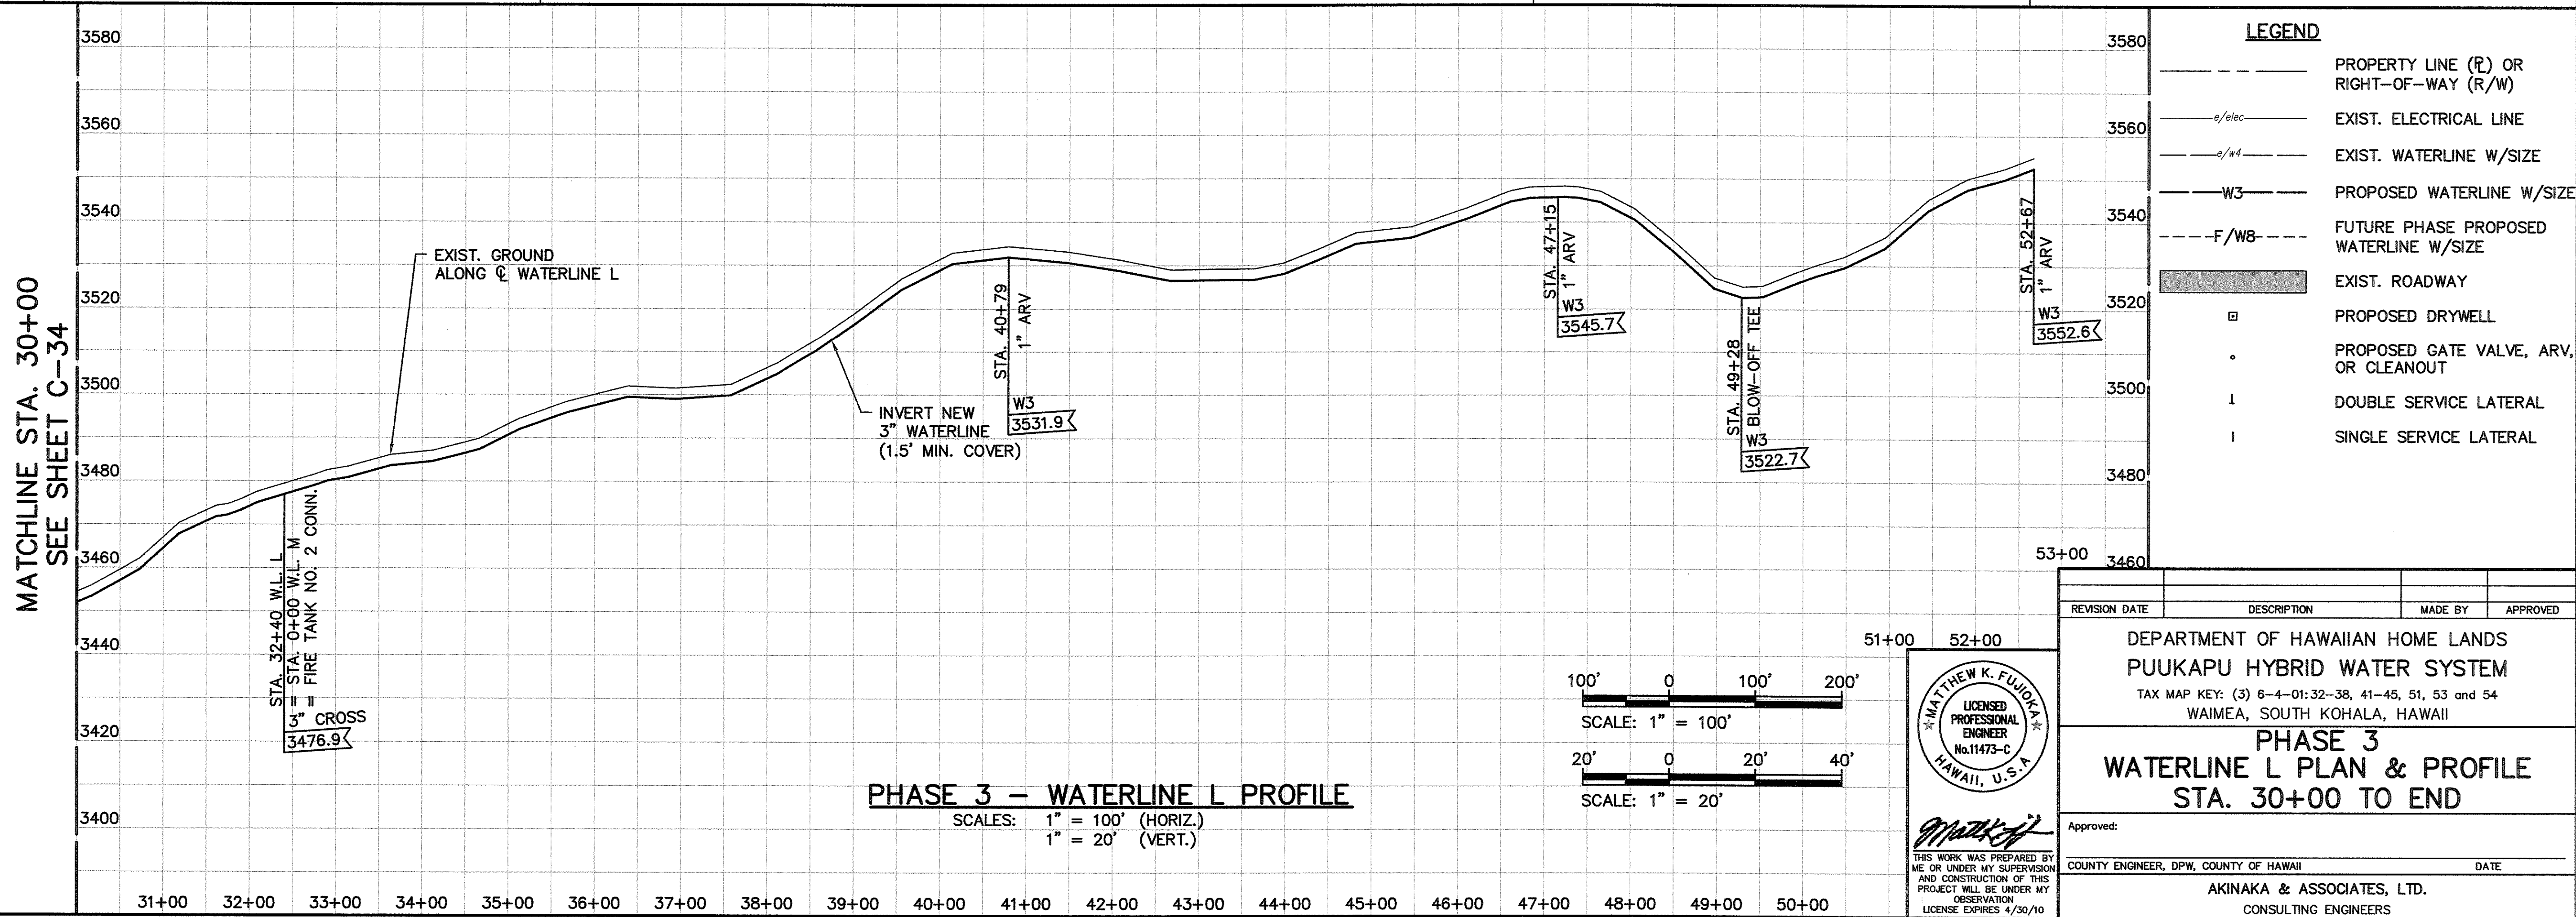 MATCHLINE STA. 30+00
SEE SHEET C-34
3580
3560
3540
3520
3500
3480
3460
3440
3420
3400
EXIST. GROUND
ALONG ℄ WATERLINE L
INVERT NEW
3" WATERLINE
(1.5' MIN. COVER)
STA. 32+40 W.L. L
= STA. 0+00 W.L. M
= FIRE TANK NO. 2 CONN.
3" CROSS
3476.9
STA. 40+79
1" ARV
W3
3531.9
STA. 47+15
1" ARV
W3
3545.7
STA. 49+28
BLOW-OFF TEE
W3
3522.7
STA. 52+67
1" ARV
W3
3552.6
3580
3560
3540
3520
3500
3480
3460
53+00
51+00 52+00
31+00 32+00 33+00 34+00 35+00 36+00 37+00 38+00 39+00 40+00 41+00 42+00 43+00 44+00 45+00 46+00 47+00 48+00 49+00 50+00
PHASE 3 - WATERLINE L PROFILE
SCALES: 1" = 100' (HORIZ.)
1" = 20' (VERT.)
100' 0 100' 200'
SCALE: 1" = 100'
20' 0 20' 40'
SCALE: 1" = 20'
LEGEND
PROPERTY LINE (PL) OR
RIGHT-OF-WAY (R/W)
e/elec EXIST. ELECTRICAL LINE
e/w4 EXIST. WATERLINE W/SIZE
W3 PROPOSED WATERLINE W/SIZE
F/W8 FUTURE PHASE PROPOSED
WATERLINE W/SIZE
EXIST. ROADWAY
PROPOSED DRYWELL
PROPOSED GATE VALVE, ARV,
OR CLEANOUT
DOUBLE SERVICE LATERAL
SINGLE SERVICE LATERAL
MATTHEW K. FUJIOKA
LICENSED
PROFESSIONAL
ENGINEER
No.11473-C
HAWAII, U.S.A
THIS WORK WAS PREPARED BY
ME OR UNDER MY SUPERVISION
AND CONSTRUCTION OF THIS
PROJECT WILL BE UNDER MY
OBSERVATION
LICENSE EXPIRES 4/30/10
REVISION DATE DESCRIPTION MADE BY APPROVED
DEPARTMENT OF HAWAIIAN HOME LANDS
PUUKAPU HYBRID WATER SYSTEM
TAX MAP KEY: (3) 6-4-01: 32-38, 41-45, 51, 53 and 54
WAIMEA, SOUTH KOHALA, HAWAII
PHASE 3
WATERLINE L PLAN & PROFILE
STA. 30+00 TO END
Approved:
COUNTY ENGINEER, DPW, COUNTY OF HAWAII DATE
AKINAKA & ASSOCIATES, LTD.
CONSULTING ENGINEERS